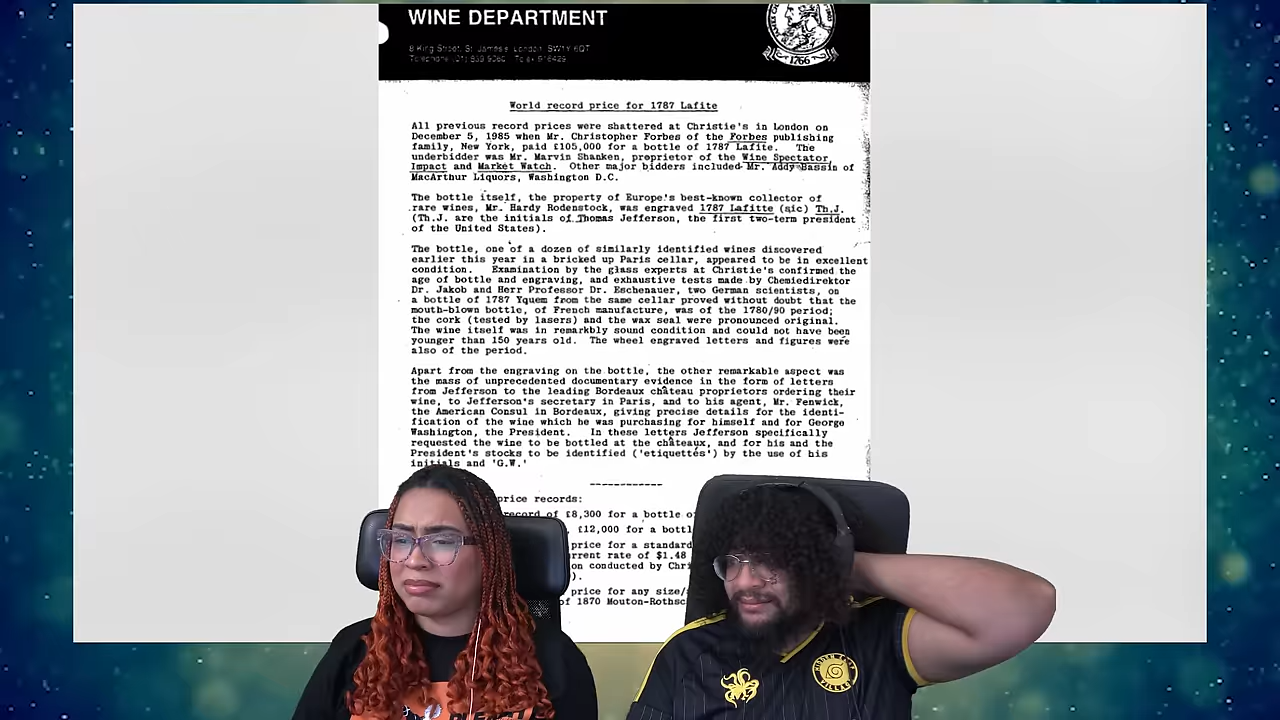 WINE DEPARTMENT
8 King Street, St. James's London SW1Y 6QT
Telephone (01) 839 9060 Telex 916429
1766
World record price for 1787 Lafite
All previous record prices were shattered at Christie's in London on
December 5, 1985 when Mr. Christopher Forbes of the Forbes publishing
family, New York, paid £105,000 for a bottle of 1787 Lafite. The
underbidder was Mr. Marvin Shanken, proprietor of the Wine Spectator,
Impact and Market Watch. Other major bidders included Mr. Addy Bassin of
MacArthur Liquors, Washington D.C.
The bottle itself, the property of Europe's best-known collector of
rare wines, Mr. Hardy Rodenstock, was engraved 1787 Lafitte (sic) Th.J.
(Th.J. are the initials of Thomas Jefferson, the first two-term president
of the United States).
The bottle, one of a dozen of similarly identified wines discovered
earlier this year in a bricked up Paris cellar, appeared to be in excellent
condition. Examination by the glass experts at Christie's confirmed the
age of bottle and engraving, and exhaustive tests made by Chemiedirektor
Dr. Jakob and Herr Professor Dr. Eschenauer, two German scientists, on
a bottle of 1787 Yquem from the same cellar proved without doubt that the
mouth-blown bottle, of French manufacture, was of the 1780/90 period;
the cork (tested by lasers) and the wax seal were pronounced original.
The wine itself was in remarkbly sound condition and could not have been
younger than 150 years old. The wheel engraved letters and figures were
also of the period.
Apart from the engraving on the bottle, the other remarkable aspect was
the mass of unprecedented documentary evidence in the form of letters
from Jefferson to the leading Bordeaux château proprietors ordering their
wine, to Jefferson's secretary in Paris, and to his agent, Mr. Fenwick,
the American Consul in Bordeaux, giving precise details for the identi-
fication of the wine which he was purchasing for himself and for George
Washington, the President. In these letters Jefferson specifically
requested the wine to be bottled at the châteaux, and for his and the
President's stocks to be identified ('etiquettés') by the use of his
initials and 'G.W.'
price records:
record of £8,300 for a bottle
£12,000 for a
price for a standard
rate of $1.48
conducted by
price for any
of 1870